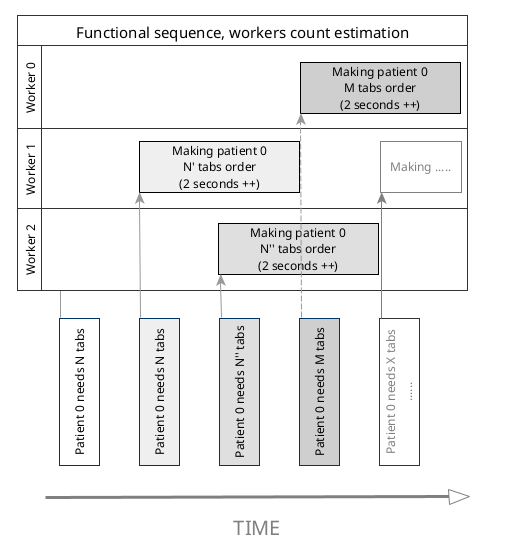 Functional sequence, workers count estimation
Worker 0
Making patient 0
M tabs order
(2 seconds ++)
Worker 1
Making patient 0
N' tabs order
(2 seconds ++)
Making .....
Worker 2
Making patient 0
N'' tabs order
(2 seconds ++)
Patient 0 needs N tabs
Patient 0 needs N tabs
Patient 0 needs N'' tabs
Patient 0 needs M tabs
Patient 0 needs X tabs
......
TIME